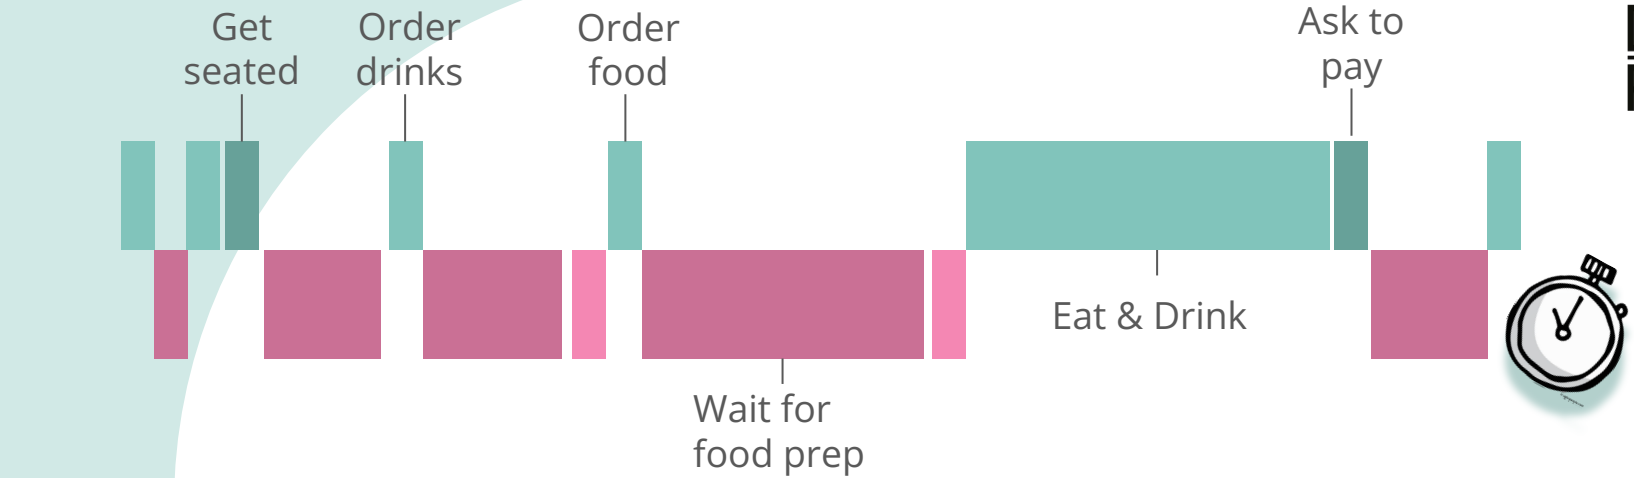 Get
seated
Order
drinks
Order
food
Ask to
pay
Eat & Drink
Wait for
food prep